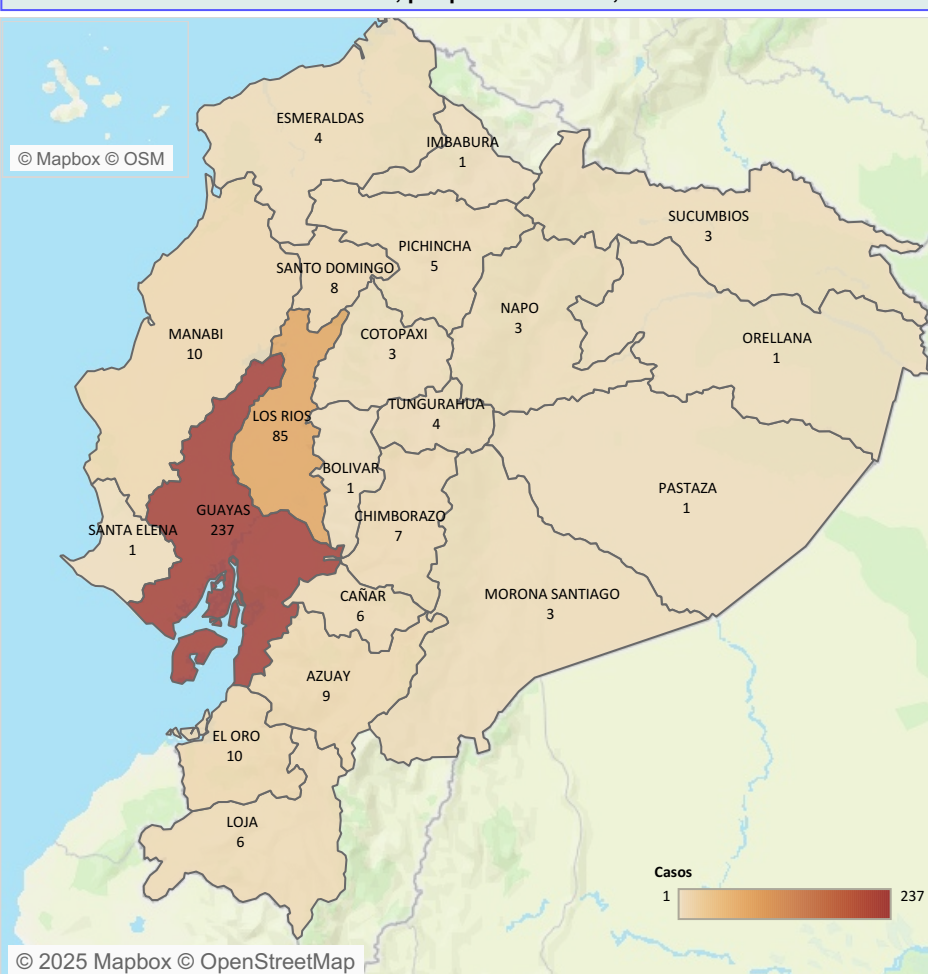 © Mapbox © OSM
ESMERALDAS
4
IMBABURA
1
SUCUMBIOS
3
PICHINCHA
5
SANTO DOMINGO
8
NAPO
3
MANABI
10
COTOPAXI
3
ORELLANA
1
TUNGURAHUA
4
LOS RIOS
85
BOLIVAR
1
PASTAZA
1
GUAYAS
237
CHIMBORAZO
7
SANTA ELENA
1
CAÑAR
6
MORONA SANTIAGO
3
AZUAY
9
EL ORO
10
LOJA
6
Casos
1
237
© 2025 Mapbox © OpenStreetMap